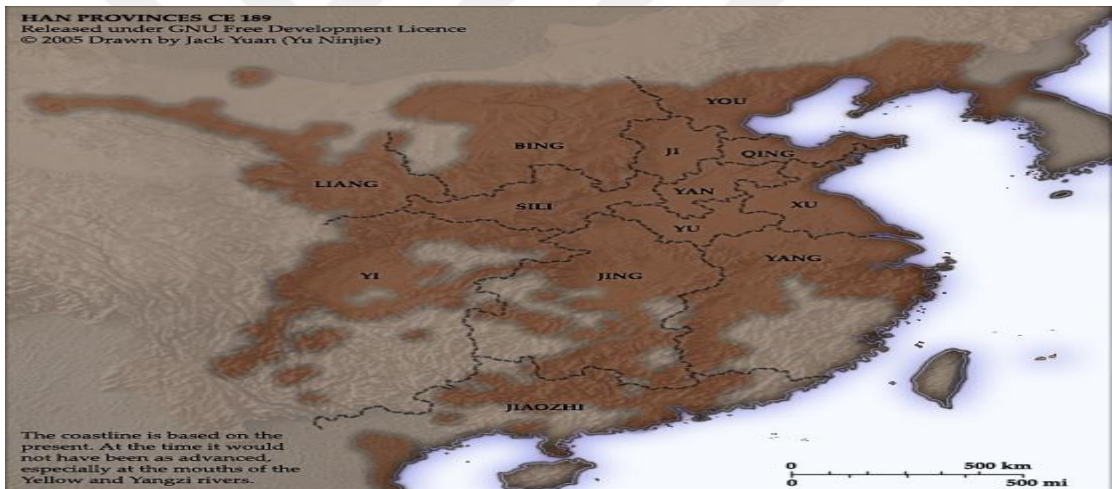 HAN PROVINCES CE 189
Released under GNU Free Development Licence
© 2005 Drawn by Jack Yuan (Yu Ninjie)
YOU
BING
JI
QING
LIANG
YAN
SILI
XU
YU
YI
JING
YANG
JIAOZHI
The coastline is based on the
present. At the time it would
not have been as advanced,
especially at the mouths of the
Yellow and Yangzi rivers.
0 500 km
0 500 mi